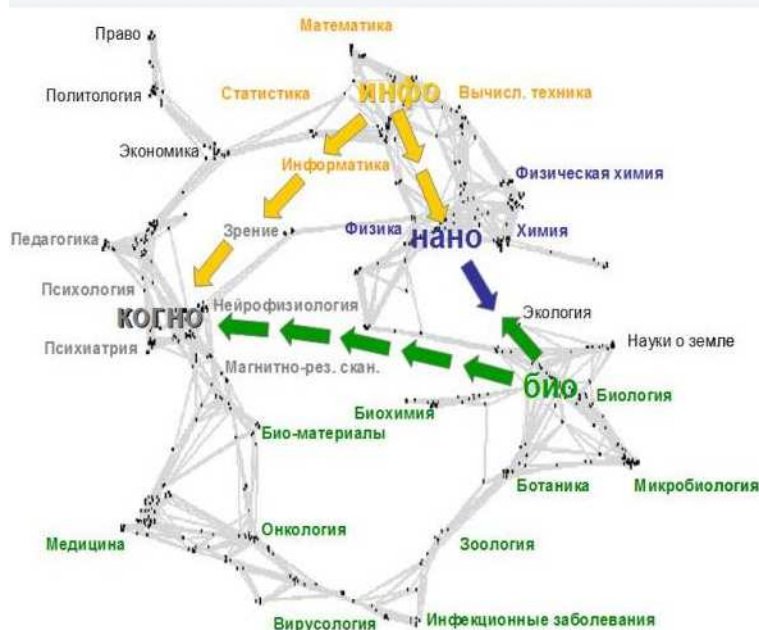 Математика
Право
инфо
Политология
Статистика
Вычисл. техника
Экономика
Информатика
Физическая химия
Педагогика
Зрение
Физика
нано
Химия
Психология
Нейрофизиология
когно
Экология
Психиатрия
Науки о земле
Магнитно-рез. скан.
био
Биология
Биохимия
Био-материалы
Ботаника
Микробиология
Медицина
Онкология
Зоология
Вирусология
Инфекционные заболевания